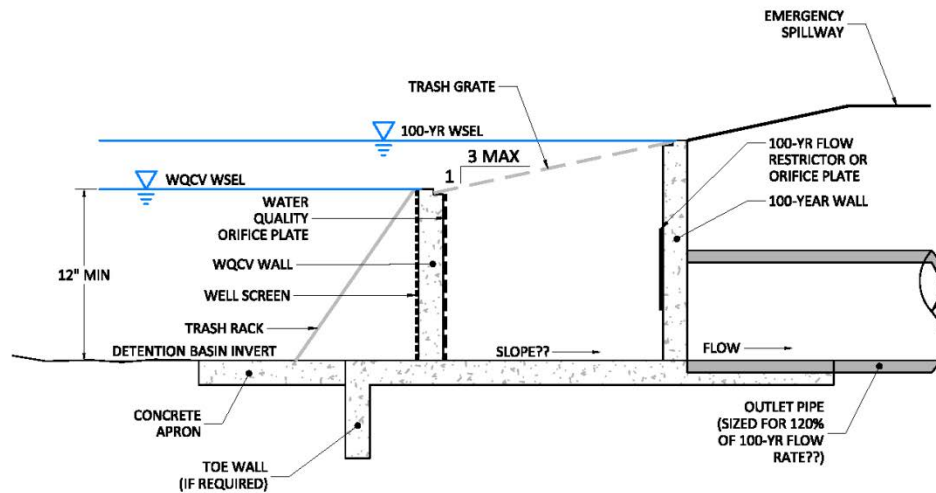 EMERGENCY
SPILLWAY
TRASH GRATE
100-YR WSEL
3 MAX
1
100-YR FLOW
RESTRICTOR OR
ORIFICE PLATE
WQCV WSEL
WATER
QUALITY
ORIFICE PLATE
100-YEAR WALL
WQCV WALL
12" MIN
WELL SCREEN
TRASH RACK
DETENTION BASIN INVERT
SLOPE??
FLOW
CONCRETE
APRON
OUTLET PIPE
(SIZED FOR 120%
OF 100-YR FLOW
RATE??)
TOE WALL
(IF REQUIRED)